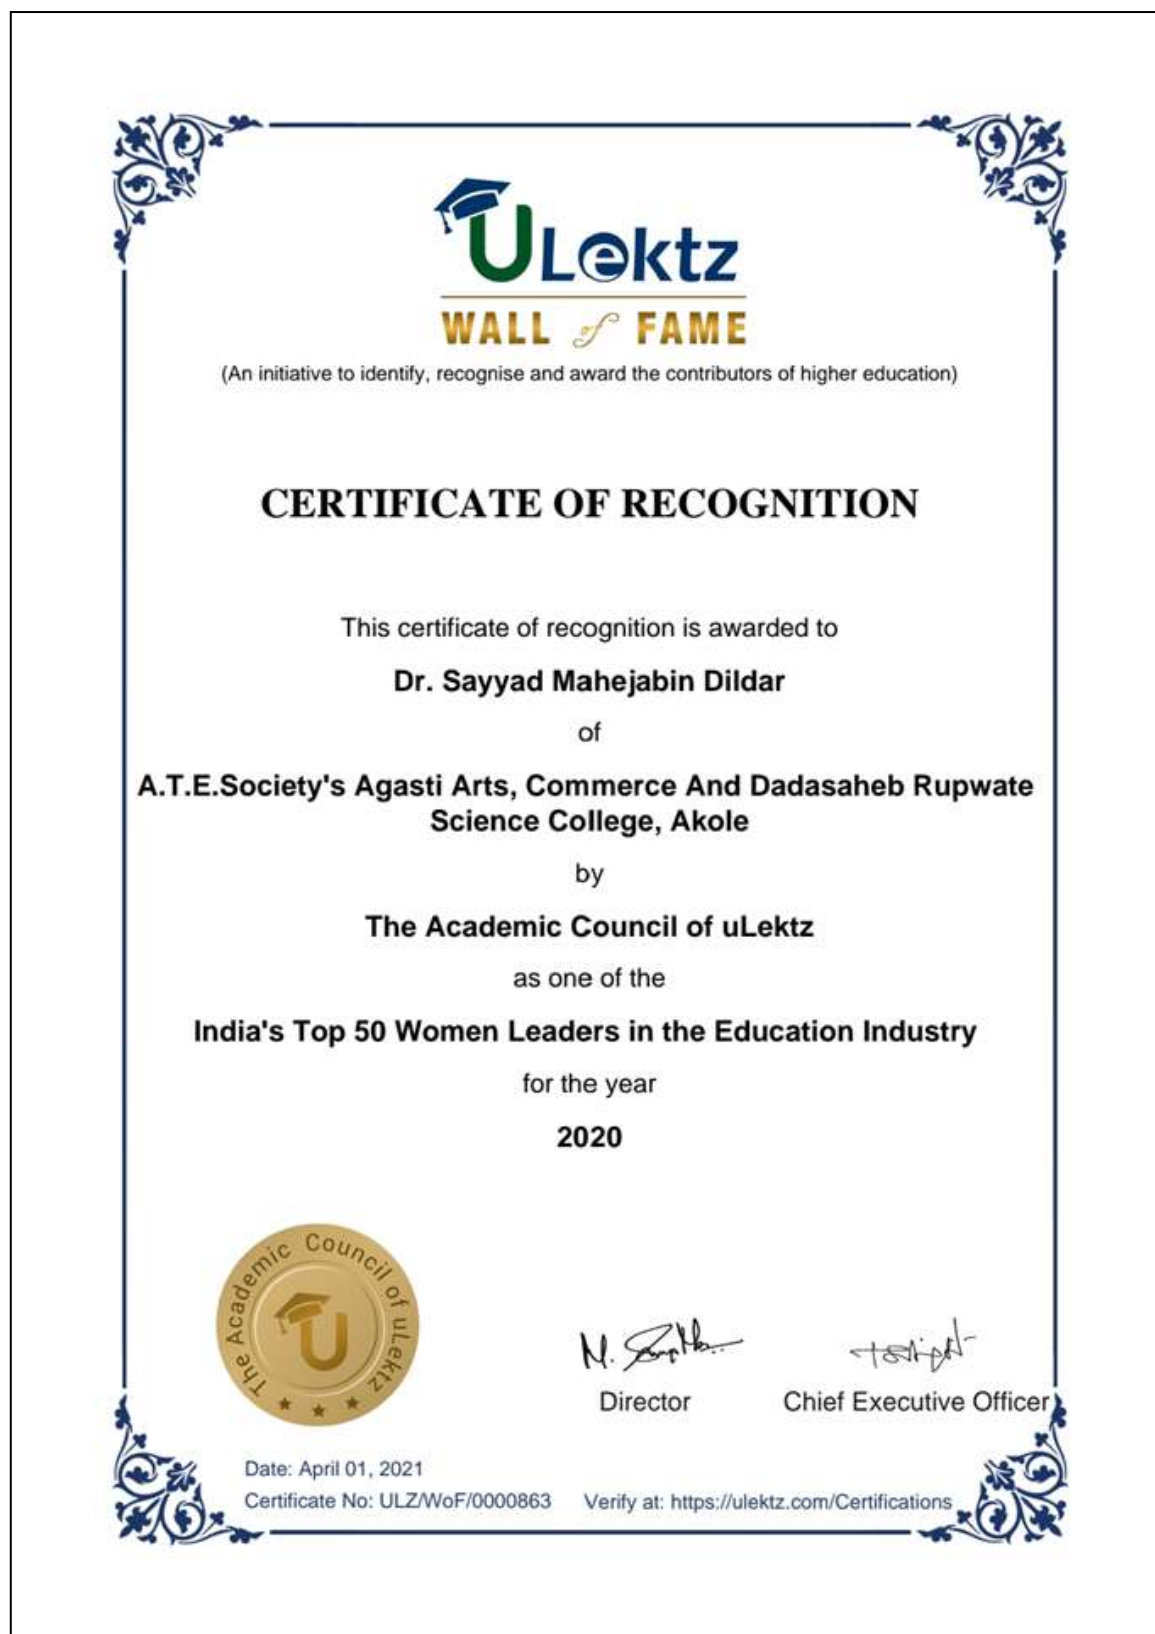 ULektz
WALL of FAME
(An initiative to identify, recognise and award the contributors of higher education)
CERTIFICATE OF RECOGNITION
This certificate of recognition is awarded to
Dr. Sayyad Mahejabin Dildar
of
A.T.E.Society's Agasti Arts, Commerce And Dadasaheb Rupwate
Science College, Akole
by
The Academic Council of uLektz
as one of the
India's Top 50 Women Leaders in the Education Industry
for the year
2020
The Academic Council of uLektz
U
Director
Chief Executive Officer
Date: April 01, 2021
Certificate No: ULZ/WoF/0000863
Verify at: https://ulektz.com/Certifications